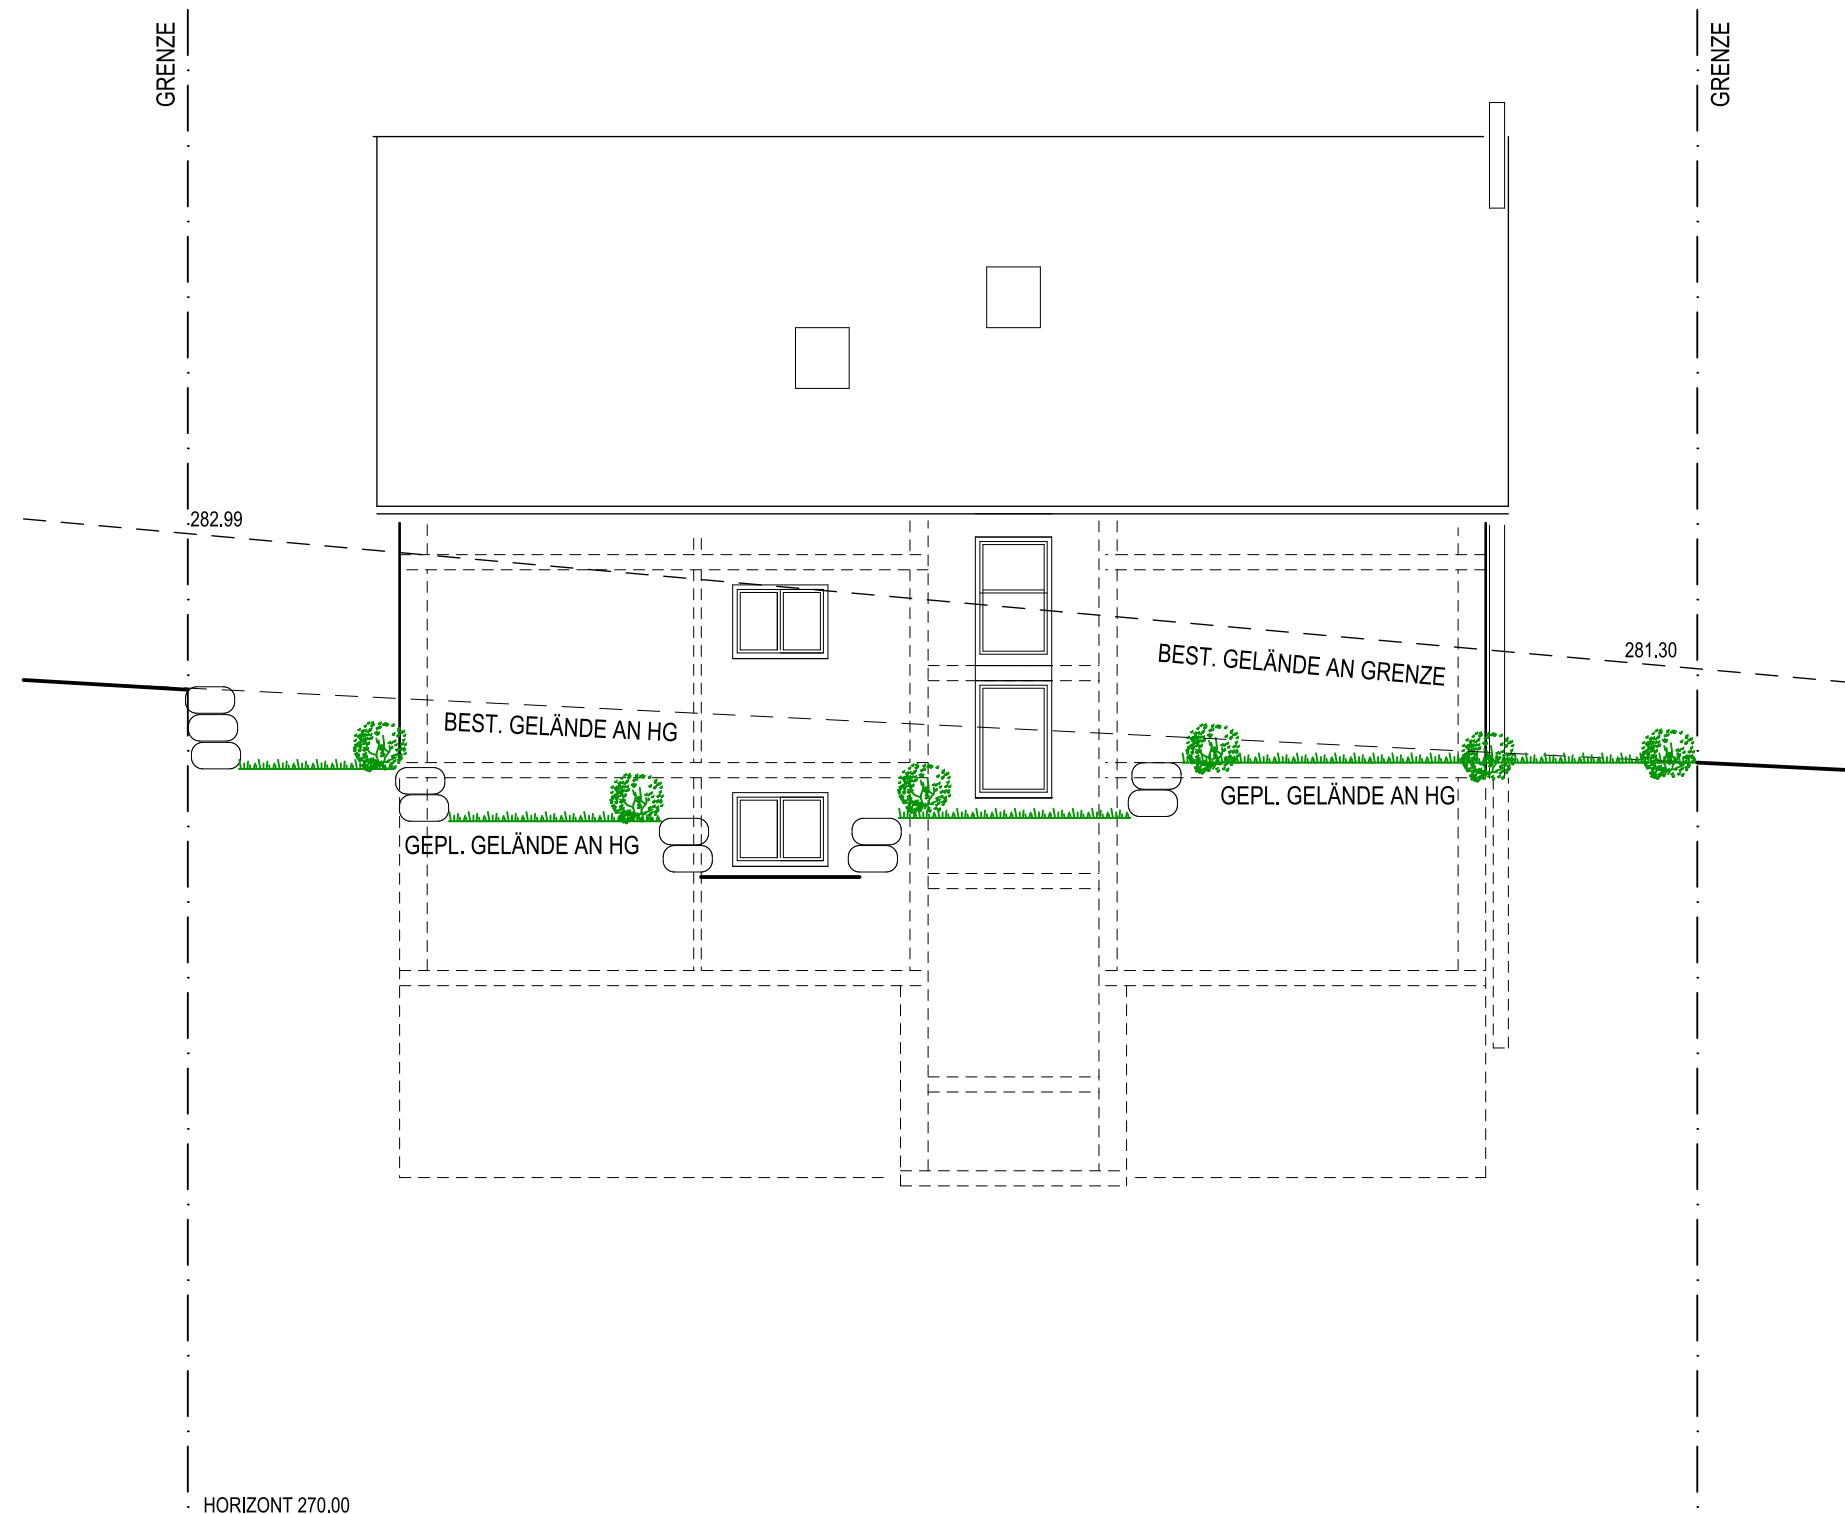 GRENZE
GRENZE
282.99
281.30
BEST. GELÄNDE AN GRENZE
BEST. GELÄNDE AN HG
GEPL. GELÄNDE AN HG
GEPL. GELÄNDE AN HG
HORIZONT 270.00